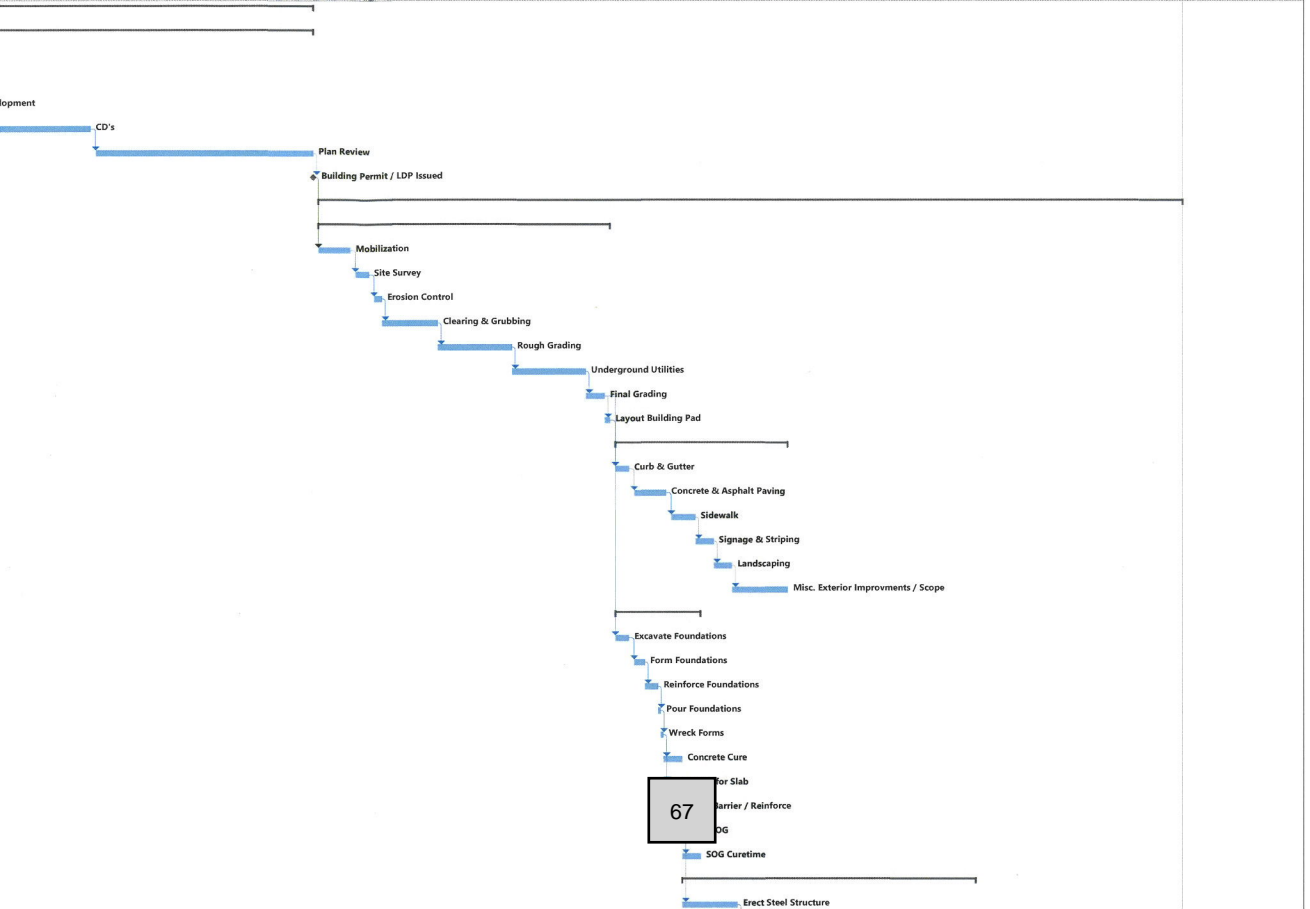 lopment
CD's
Plan Review
Building Permit / LDP Issued
Mobilization
Site Survey
Erosion Control
Clearing & Grubbing
Rough Grading
Underground Utilities
Final Grading
Layout Building Pad
Curb & Gutter
Concrete & Asphalt Paving
Sidewalk
Signage & Striping
Landscaping
Misc. Exterior Improvments / Scope
Excavate Foundations
Form Foundations
Reinforce Foundations
Pour Foundations
Wreck Forms
Concrete Cure
for Slab
67
Barrier / Reinforce
OG
SOG Curetime
Erect Steel Structure